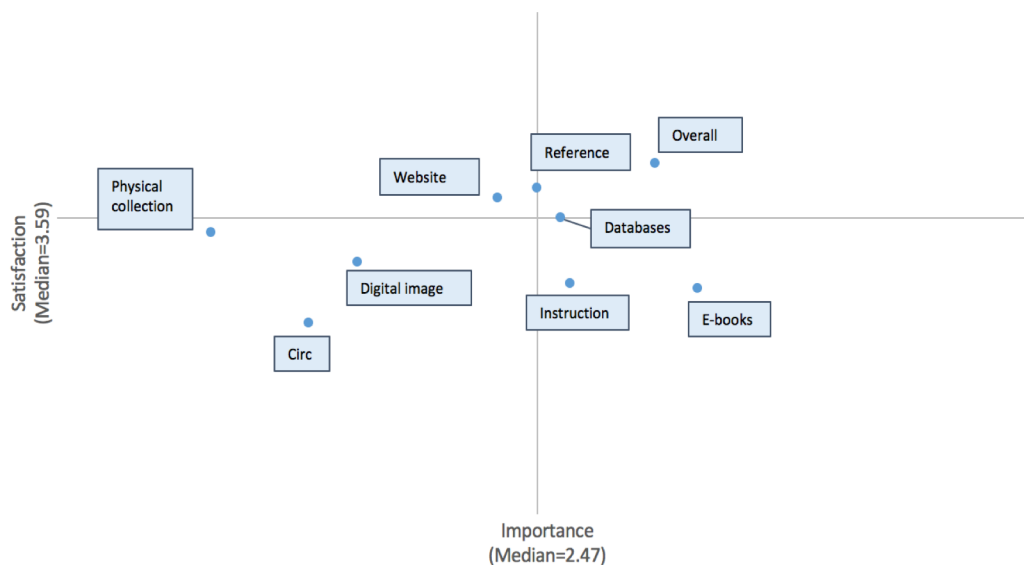 Overall
Reference
Website
Physical
collection
Databases
Digital image
Instruction
E-books
Circ
Satisfaction
(Median=3.59)
Importance
(Median=2.47)